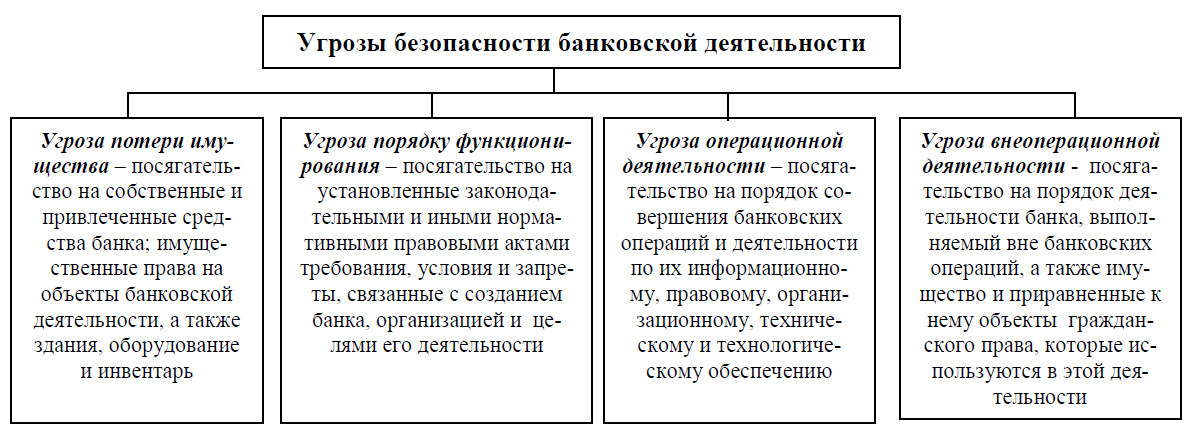 Угрозы безопасности банковской деятельности
Угроза потери иму-
щества – посягатель-
ство на собственные и
привлеченные сред-
ства банка; имуще-
ственные права на
объекты банковской
деятельности, а также
здания, оборудование
и инвентарь
Угроза порядку функциони-
рования – посягательство на
установленные законода-
тельными и иными норма-
тивными правовыми актами
требования, условия и запре-
ты, связанные с созданием
банка, организацией и це-
лями его деятельности
Угроза операционной
деятельности – посяга-
тельство на порядок со-
вершения банковских
операций и деятельности
по их информационно-
му, правовому, органи-
зационному, техниче-
скому и технологиче-
скому обеспечению
Угроза внеоперационной
деятельности - посяга-
тельство на порядок дея-
тельности банка, выпол-
няемый вне банковских
операций, а также иму-
щество и приравненные к
нему объекты граждан-
ского права, которые ис-
пользуются в этой дея-
тельности